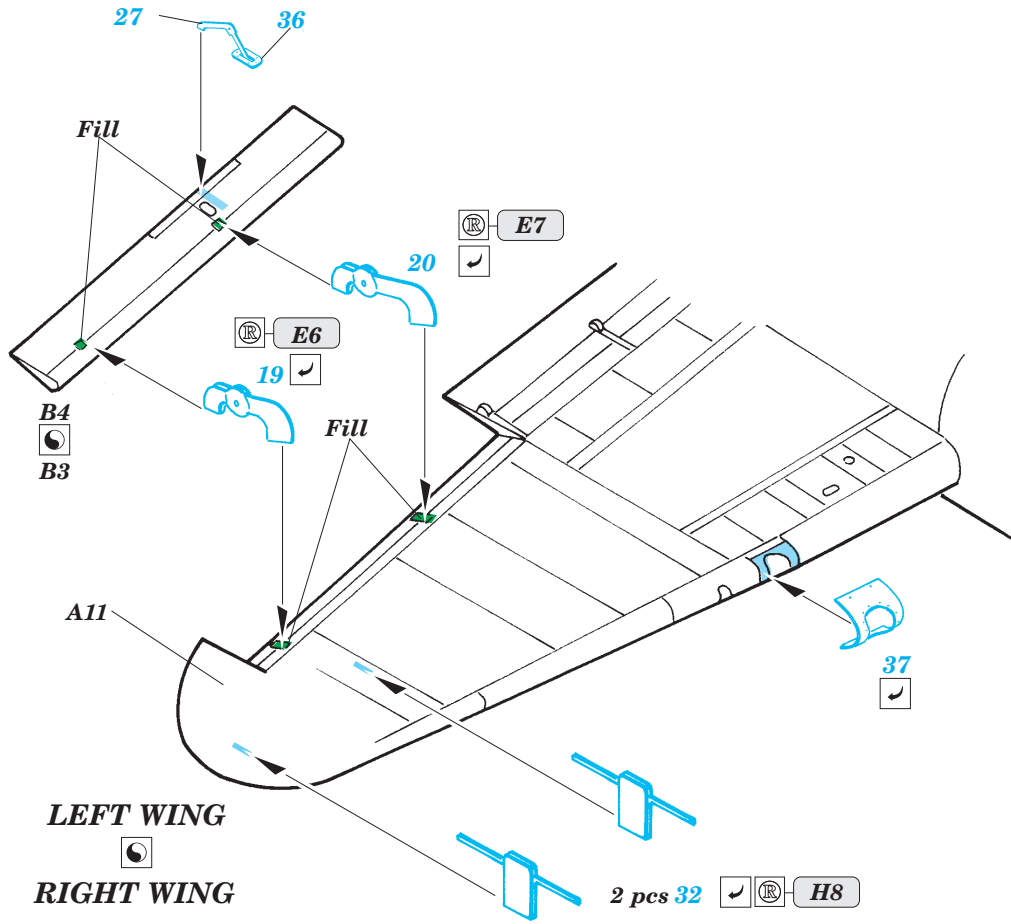 27 36
Fill
® E7
20
® E6
19
B4
B3
Fill
A11
37
LEFT WING
RIGHT WING
2 pcs 32 ® H8